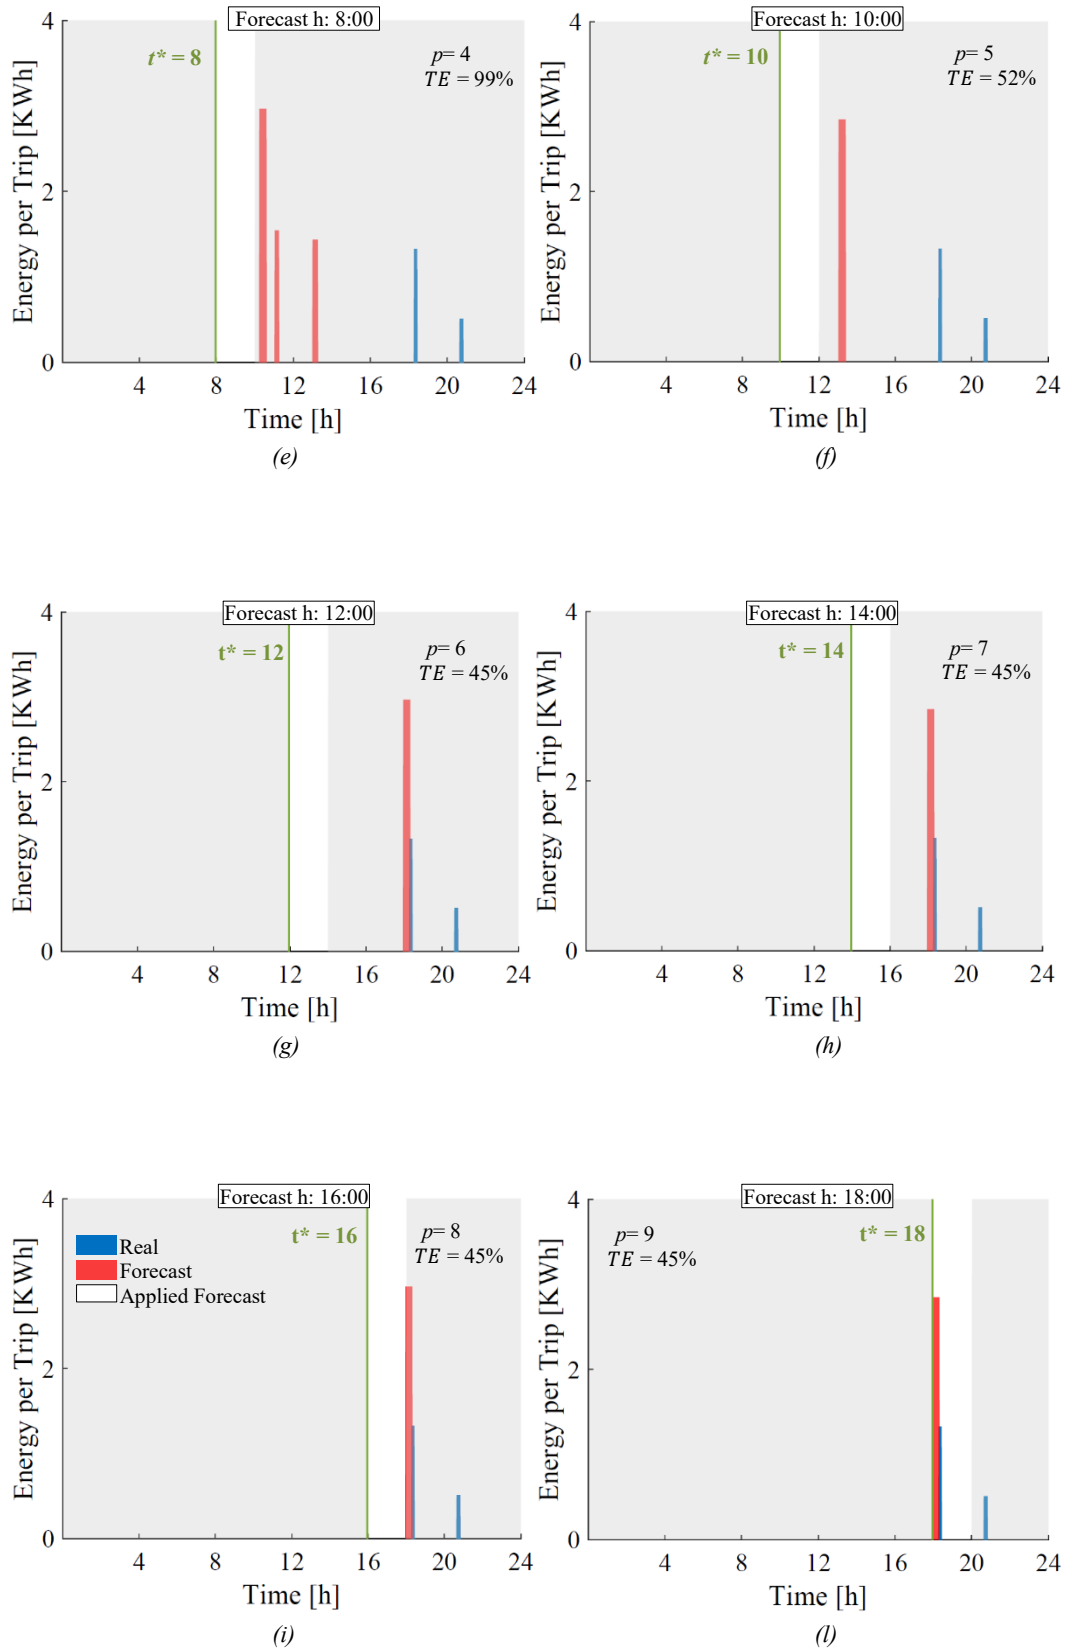 Forecast h: 8:00
t* = 8
p= 4
TE = 99%
Energy per Trip [KWh]
4
2
0
4 8 12 16 20 24
Time [h]
(e)
Forecast h: 10:00
t* = 10
p= 5
TE = 52%
Energy per Trip [KWh]
4
2
0
4 8 12 16 20 24
Time [h]
(f)
Forecast h: 12:00
t* = 12
p= 6
TE = 45%
Energy per Trip [KWh]
4
2
0
4 8 12 16 20 24
Time [h]
(g)
Forecast h: 14:00
t* = 14
p= 7
TE = 45%
Energy per Trip [KWh]
4
2
0
4 8 12 16 20 24
Time [h]
(h)
Forecast h: 16:00
t* = 16
p= 8
TE = 45%
Real
Forecast
Applied Forecast
Energy per Trip [KWh]
4
2
0
4 8 12 16 20 24
Time [h]
(i)
Forecast h: 18:00
t* = 18
p= 9
TE = 45%
Energy per Trip [KWh]
4
2
0
4 8 12 16 20 24
Time [h]
(l)